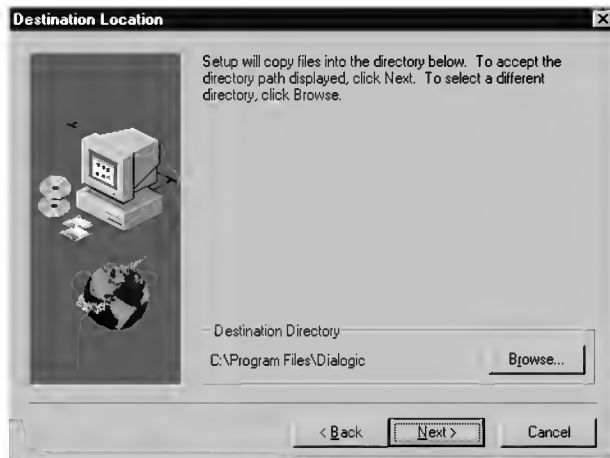 Destination Location
Setup will copy files into the directory below. To accept the
directory path displayed, click Next. To select a different
directory, click Browse.
Destination Directory
C:\Program Files\Dialogic
Browse...
< Back
Next >
Cancel